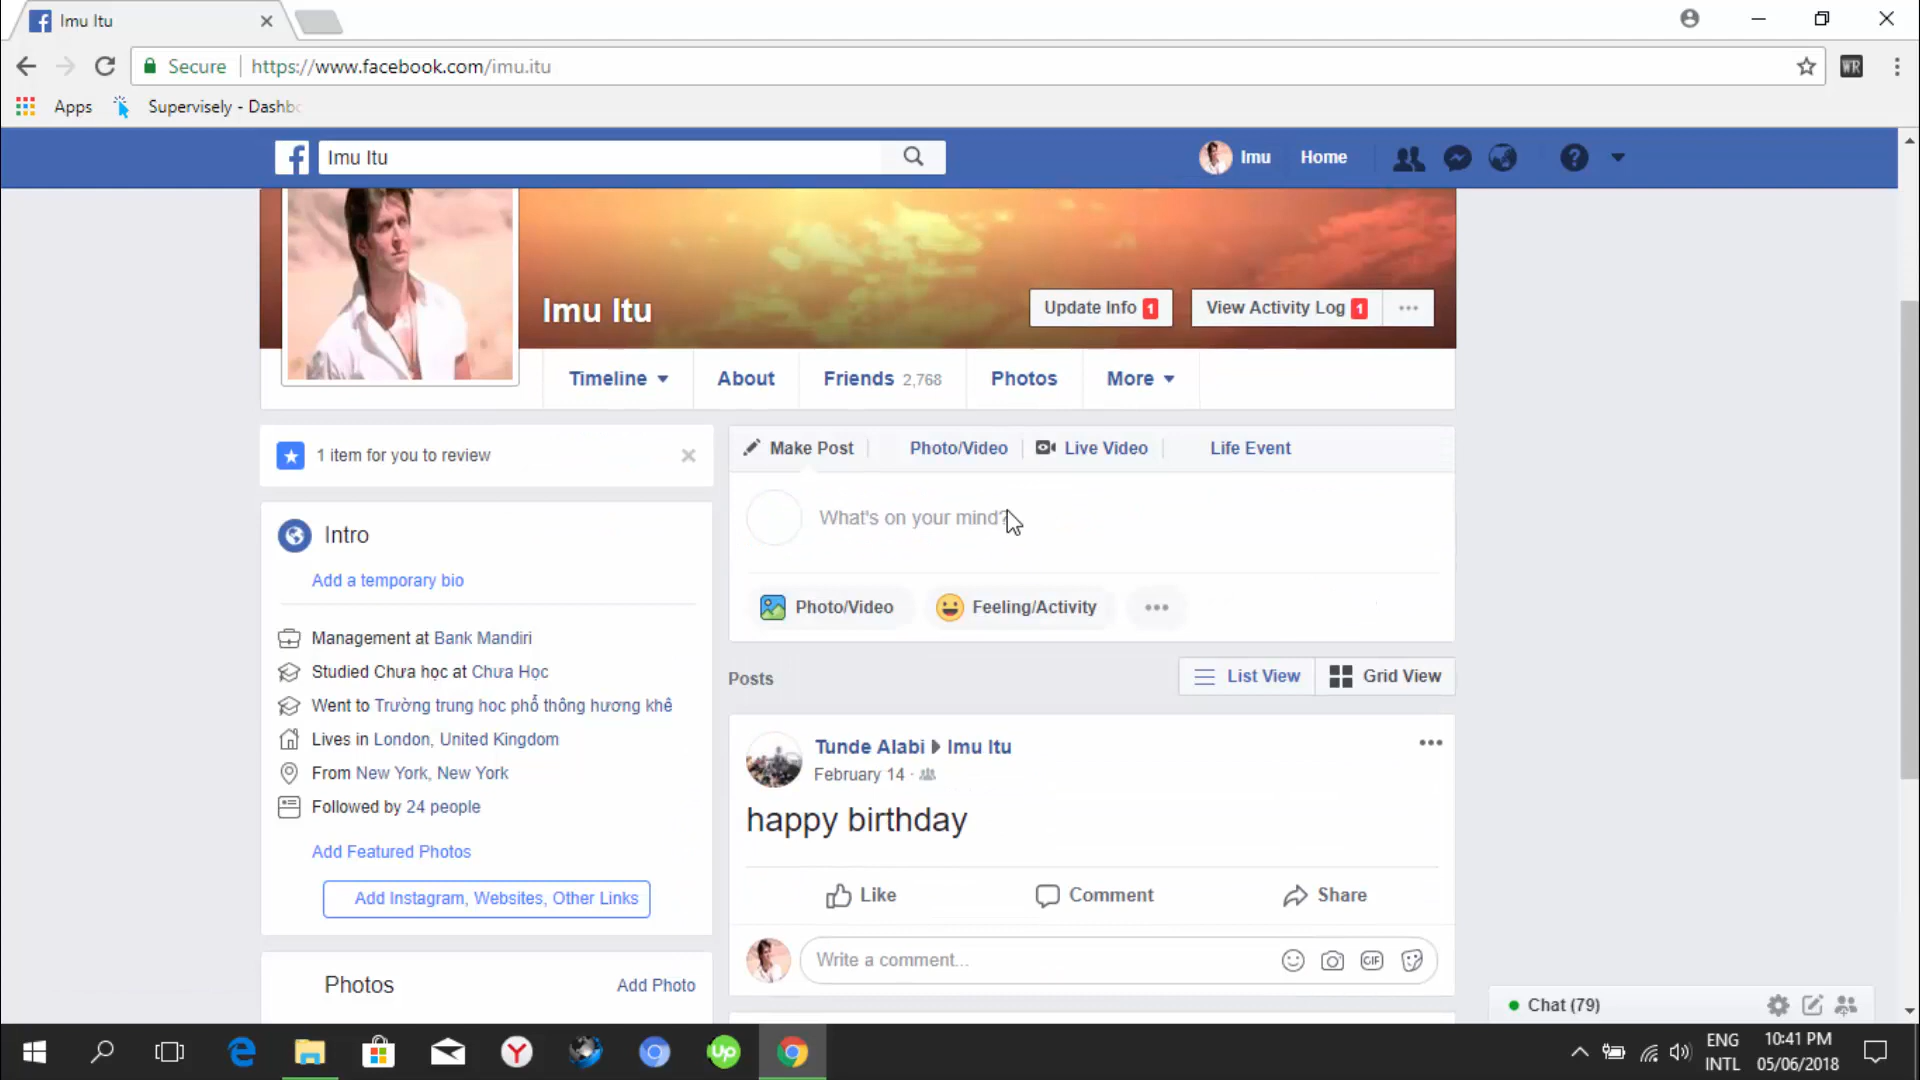 Imu Itu
Secure https://www.facebook.com/imu.itu
WR
Apps Supervisely - Dashbo
Imu Itu
Imu Home
?
Imu Itu
Update Info 1
View Activity Log 1
Timeline
About
Friends 2,768
Photos
More
1 item for you to review
Make Post
Photo/Video
Live Video
Life Event
What's on your mind?
Intro
Add a temporary bio
Photo/Video
Feeling/Activity
Management at Bank Mandiri
Studied Chưa học at Chưa Học
Went to Trường trung hoc phổ thông hương khê
Lives in London, United Kingdom
From New York, New York
Followed by 24 people
Add Featured Photos
Add Instagram, Websites, Other Links
Photos Add Photo
Posts
List View
Grid View
Tunde Alabi Imu Itu
February 14 ·
happy birthday
Like
Comment
Share
Write a comment...
GIF
Chat (79)
Y
Up
ENG
INTL
10:41 PM
05/06/2018